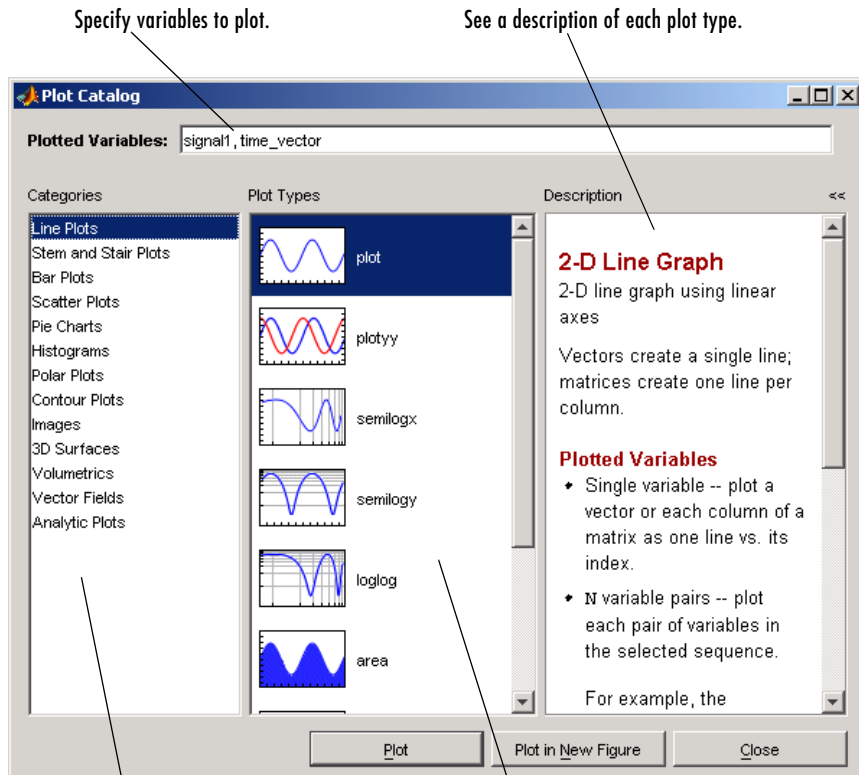 Specify variables to plot.
See a description of each plot type.
Plot Catalog
Plotted Variables: signal1,time_vector
Categories
Line Plots
Stem and Stair Plots
Bar Plots
Scatter Plots
Pie Charts
Histograms
Polar Plots
Contour Plots
Images
3D Surfaces
Volumetrics
Vector Fields
Analytic Plots
Plot Types
plot
plotyy
semilogx
semilogy
loglog
area
Description <<
2-D Line Graph
2-D line graph using linear
axes
Vectors create a single line;
matrices create one line per
column.
Plotted Variables
• Single variable -- plot a
vector or each column of a
matrix as one line vs. its
index.
• N variable pairs -- plot
each pair of variables in
the selected sequence.
For example, the
Plot
Plot in New Figure
Close